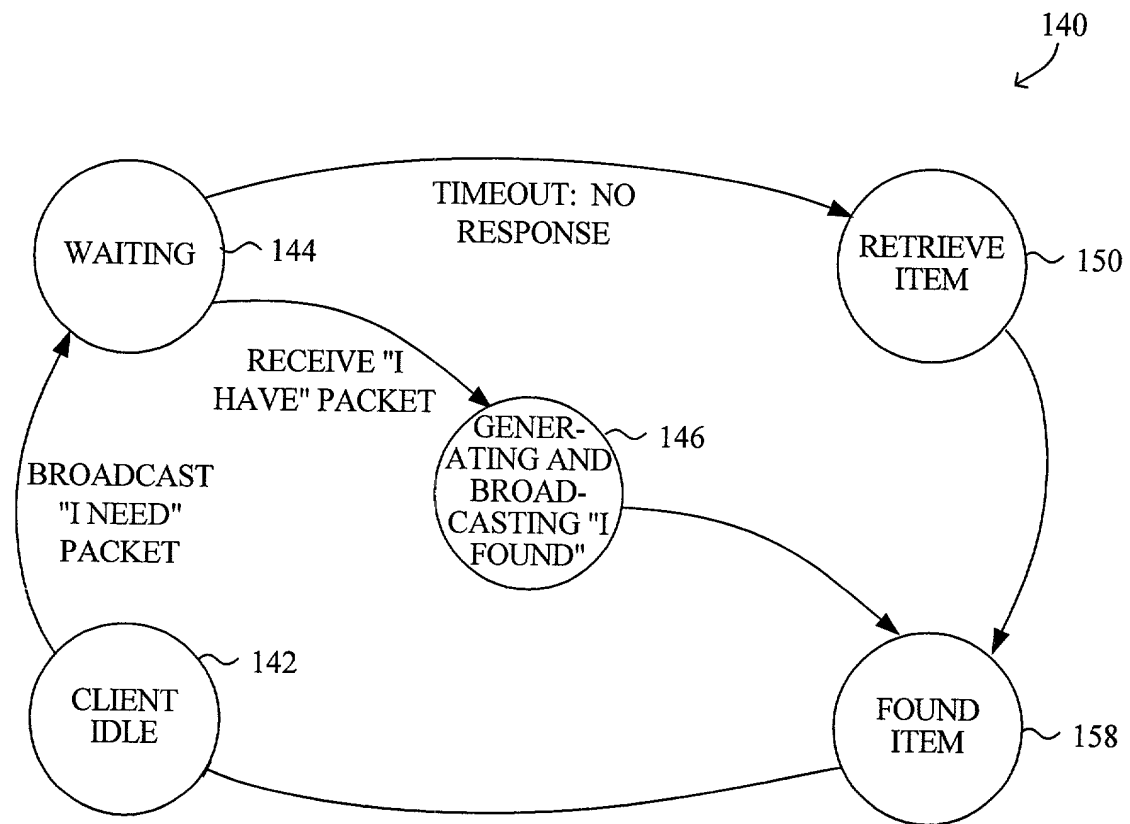 140
TIMEOUT: NO
RESPONSE
WAITING
144
RETRIEVE
ITEM
150
RECEIVE "I
HAVE" PACKET
GENER-
ATING AND
BROAD-
CASTING "I
FOUND"
146
BROADCAST
"I NEED"
PACKET
CLIENT
IDLE
142
FOUND
ITEM
158